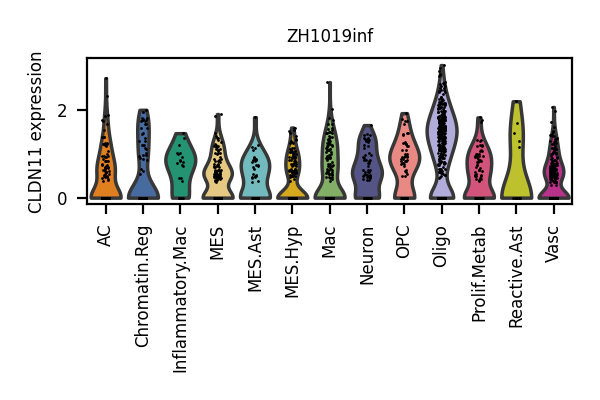 ZH1019inf
CLDN11 expression
2
0
AC
Chromatin.Reg
Inflammatory.Mac
MES
MES.Ast
MES.Hyp
Mac
Neuron
OPC
Oligo
Prolif.Metab
Reactive.Ast
Vasc